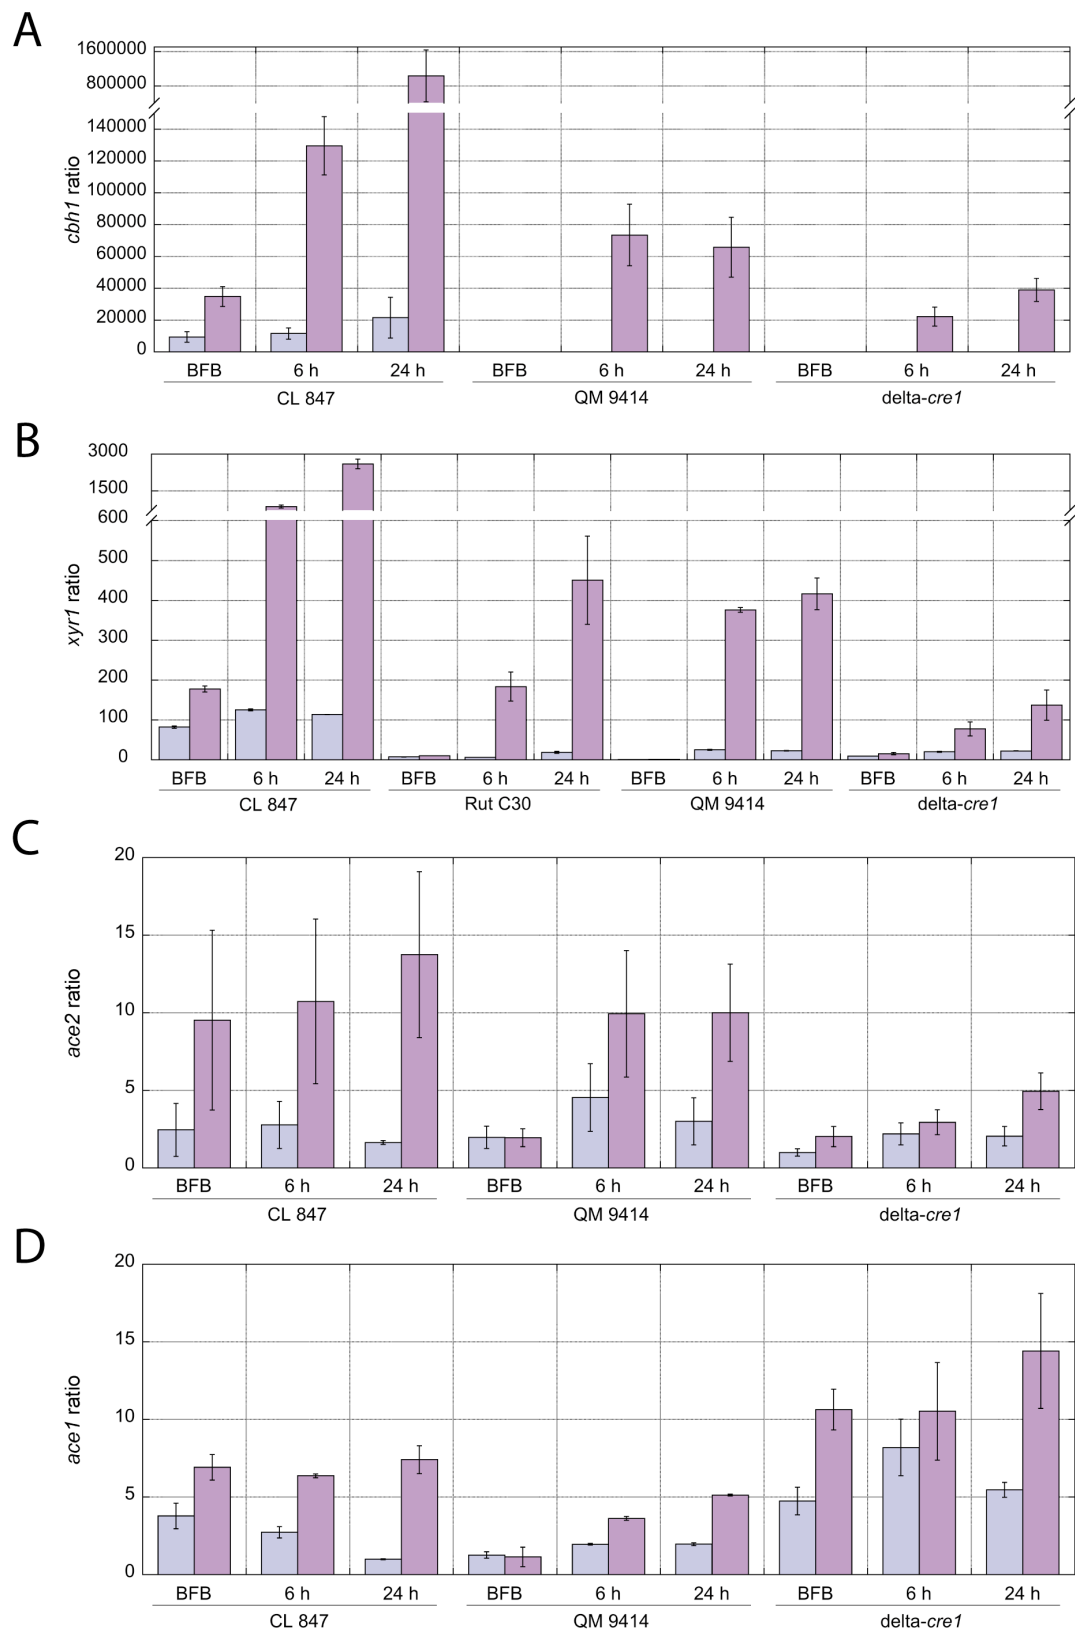 A
1600000
800000
140000
120000
100000
80000
60000
40000
20000
0
cbh1 ratio
BFB 6 h 24 h BFB 6 h 24 h BFB 6 h 24 h
CL 847 QM 9414 delta-cre1
B
3000
1500
600
500
400
300
200
100
0
xyr1 ratio
BFB 6 h 24 h BFB 6 h 24 h BFB 6 h 24 h BFB 6 h 24 h
CL 847 Rut C30 QM 9414 delta-cre1
C
20
15
10
5
0
ace2 ratio
BFB 6 h 24 h BFB 6 h 24 h BFB 6 h 24 h
CL 847 QM 9414 delta-cre1
D
20
15
10
5
0
ace1 ratio
BFB 6 h 24 h BFB 6 h 24 h BFB 6 h 24 h
CL 847 QM 9414 delta-cre1